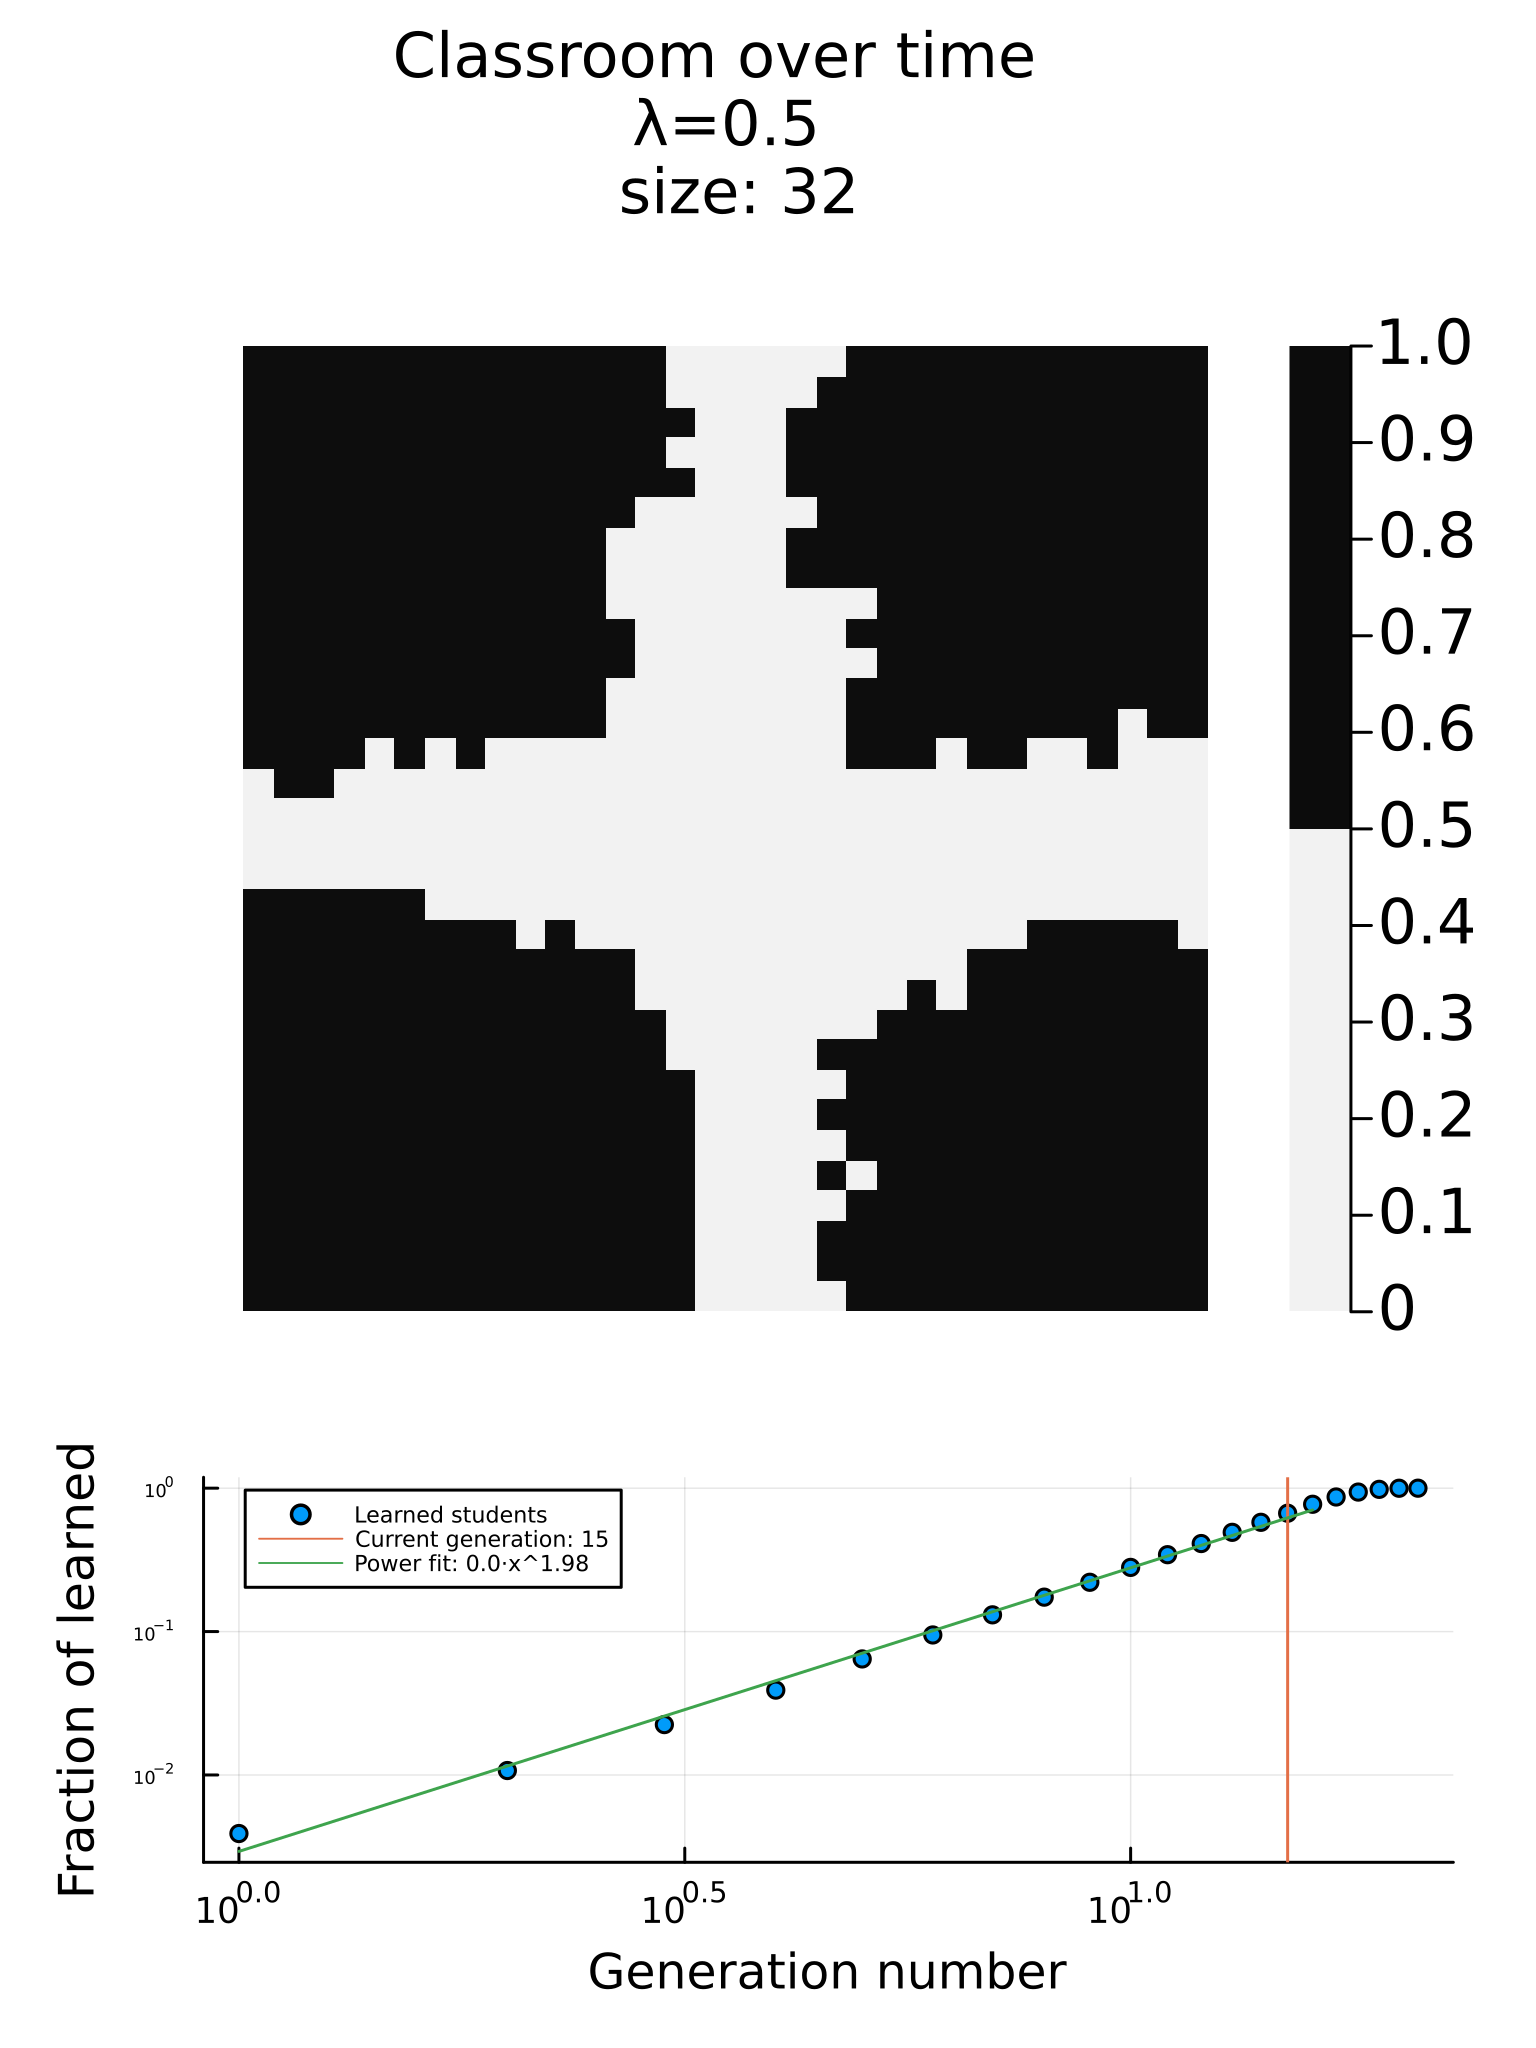 Classroom over time
λ=0.5
size: 32
1.0
0.9
0.8
0.7
0.6
0.5
0.4
0.3
0.2
0.1
0
Fraction of learned
10⁰
10⁻¹
10⁻²
Learned students
Current generation: 15
Power fit: 0.0·x^1.98
10^0.0
10^0.5
10^1.0
Generation number